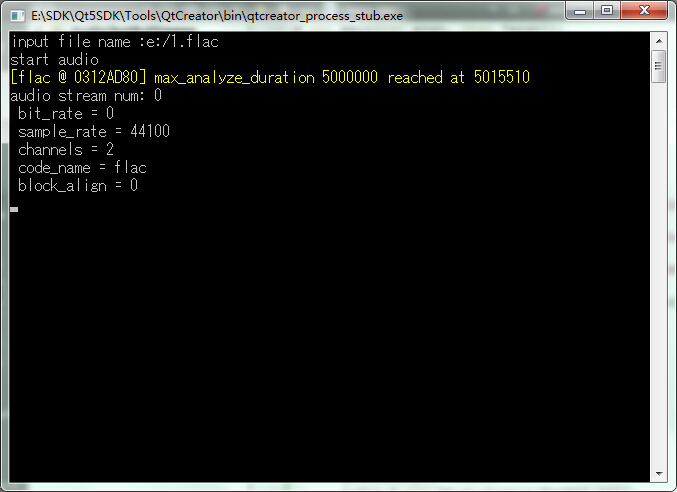 E:\SDK\Qt5SDK\Tools\QtCreator\bin\qtcreator_process_stub.exe
input file name :e:/1.flac
start audio
[flac @ 0312AD80] max_analyze_duration 5000000 reached at 5015510
audio stream num: 0
bit_rate = 0
sample_rate = 44100
channels = 2
code_name = flac
block_align = 0